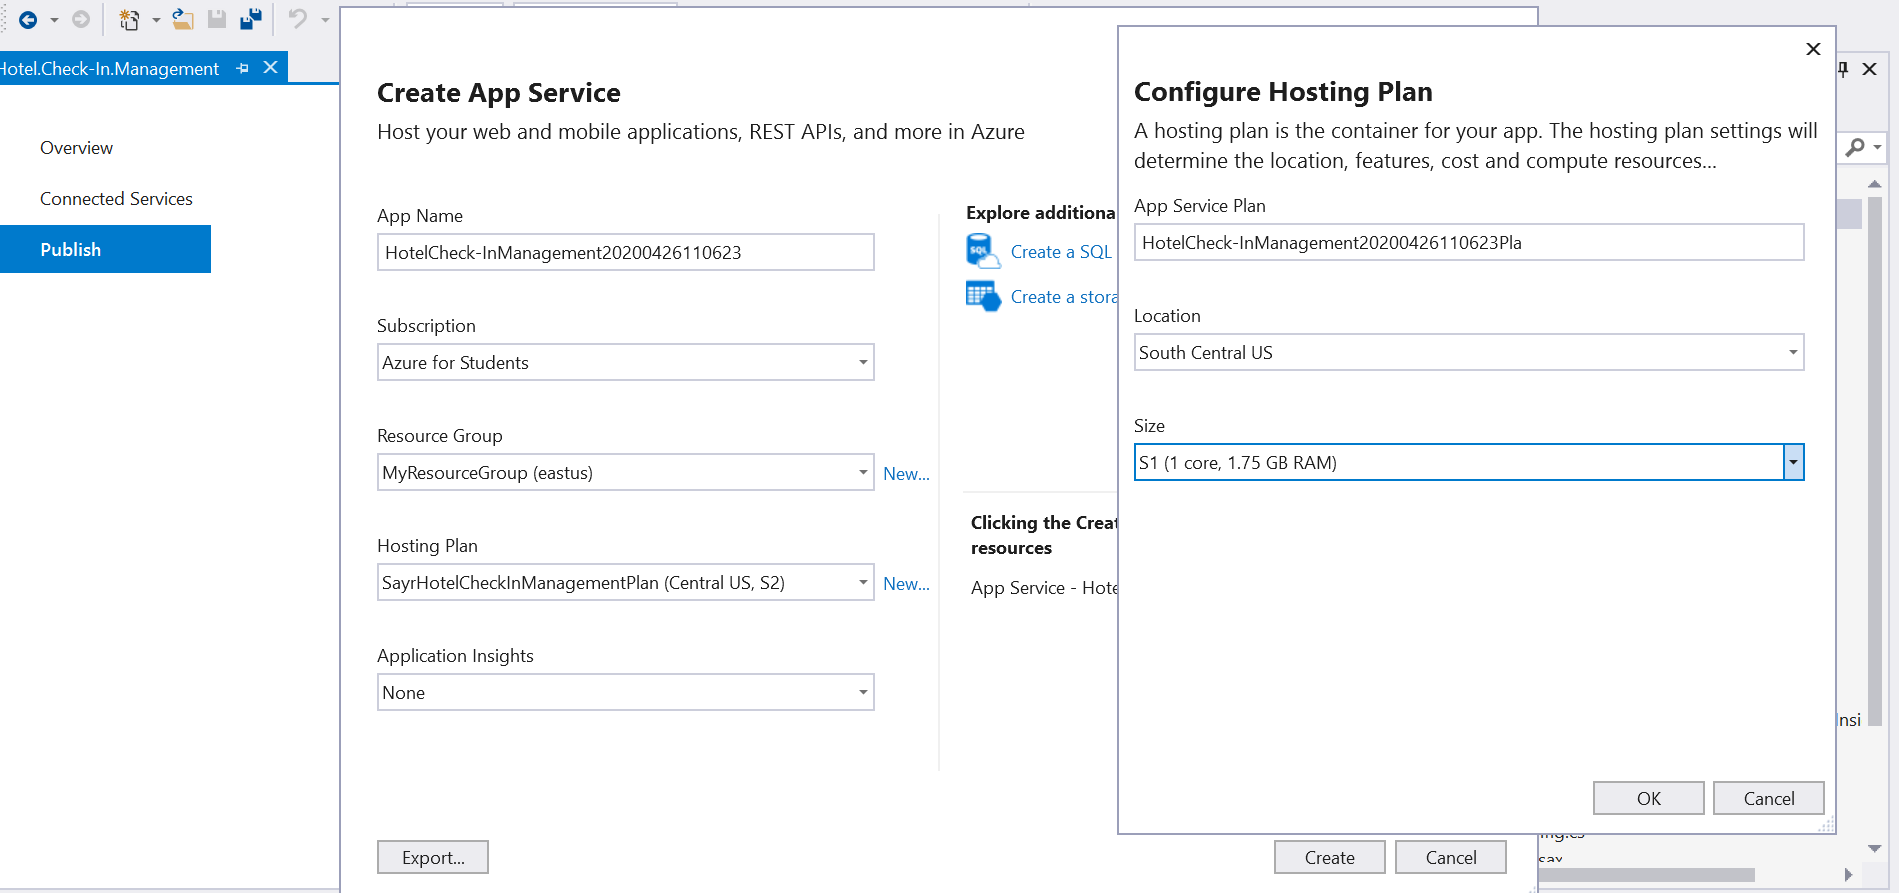 Hotel.Check-In.Management
Overview
Connected Services
Publish
Create App Service
Host your web and mobile applications, REST APIs, and more in Azure
App Name
HotelCheck-InManagement20200426110623
Subscription
Azure for Students
Resource Group
MyResourceGroup (eastus)
New...
Hosting Plan
SayrHotelCheckInManagementPlan (Central US, S2)
New...
Application Insights
None
Export...
Explore additiona
SQL
Create a SQL
Create a stora
Clicking the Creat
resources
App Service - Hote
Create
Cancel
Configure Hosting Plan
A hosting plan is the container for your app. The hosting plan settings will
determine the location, features, cost and compute resources...
App Service Plan
HotelCheck-InManagement20200426110623Pla
Location
South Central US
Size
S1 (1 core, 1.75 GB RAM)
OK
Cancel
Insi
sax